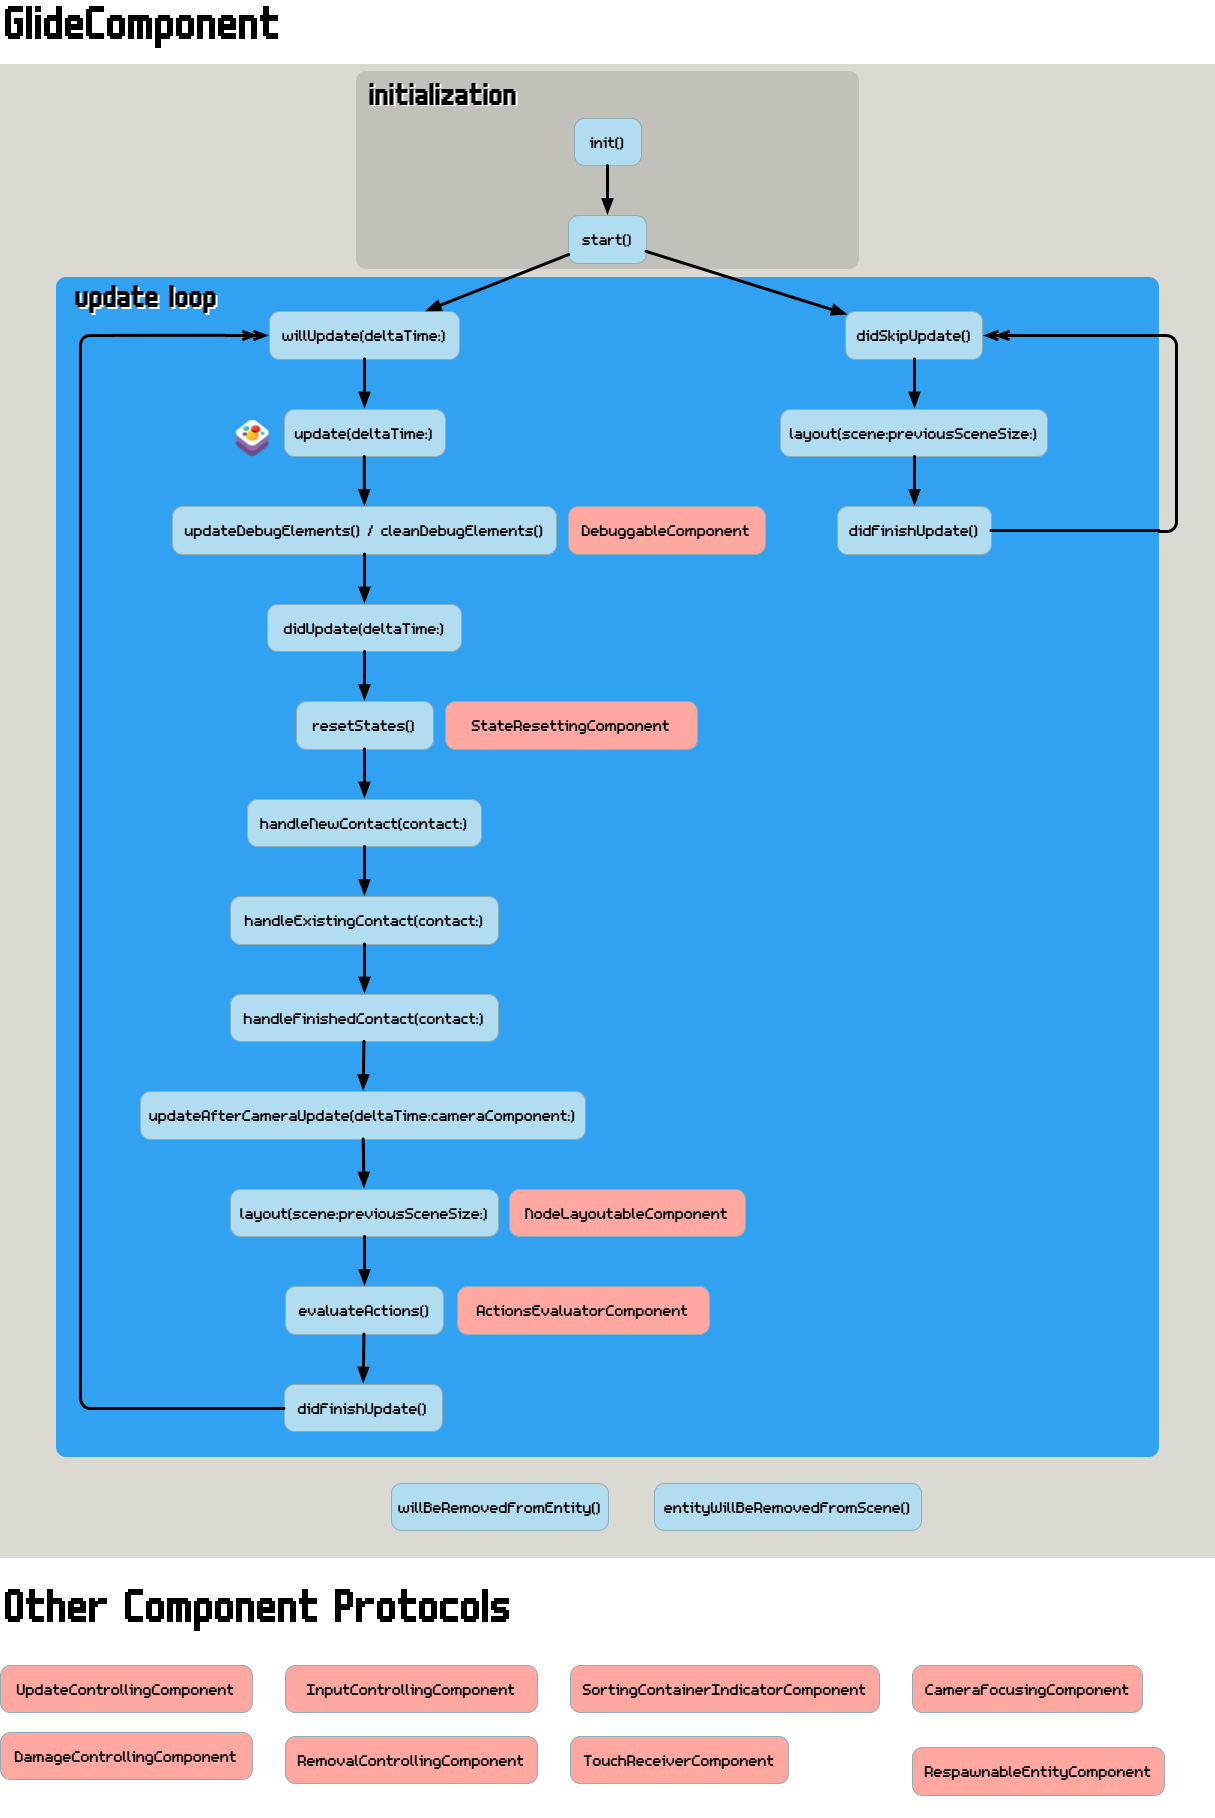 GlideComponent
initialization
init()
start()
update loop
willUpdate(deltaTime:)
didSkipUpdate()
update(deltaTime:)
layout(scene:previousSceneSize:)
updateDebugElements() / cleanDebugElements()
DebuggableComponent
didFinishUpdate()
didUpdate(deltaTime:)
resetStates()
StateResettingComponent
handleNewContact(contact:)
handleExistingContact(contact:)
handleFinishedContact(contact:)
updateAfterCameraUpdate(deltaTime:cameraComponent:)
layout(scene:previousSceneSize:)
NodeLayoutableComponent
evaluateActions()
ActionsEvaluatorComponent
didFinishUpdate()
willBeRemovedFromEntity()
entityWillBeRemovedFromScene()
Other Component Protocols
UpdateControllingComponent
InputControllingComponent
SortingContainerIndicatorComponent
CameraFocusingComponent
DamageControllingComponent
RemovalControllingComponent
TouchReceiverComponent
RespawnableEntityComponent